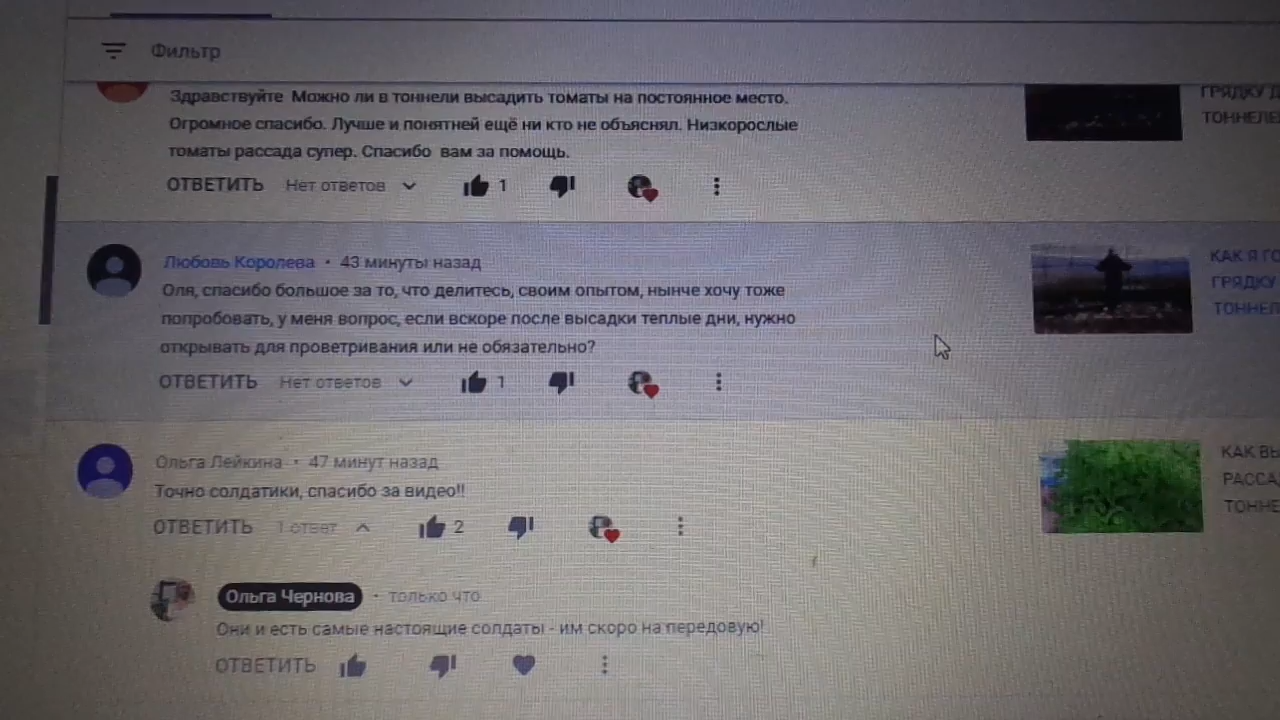 Фильтр
Здравствуйте Можно ли в тоннели высадить томаты на постоянное место.
Огромное спасибо. Лучше и понятней ещё ни кто не объяснял. Низкорослые
томаты рассада супер. Спасибо вам за помощь.
ГРЯДКУ Д
ТОННЕЛЕ
ОТВЕТИТЬ Нет ответов 1
Любовь Королева • 43 минуты назад
Оля, спасибо большое за то, что делитесь, своим опытом, нынче хочу тоже
попробовать, у меня вопрос, если вскоре после высадки теплые дни, нужно
открывать для проветривания или не обязательно?
КАК Я ГО
ГРЯДКУ
ТОННЕЛ
ОТВЕТИТЬ Нет ответов 1
Ольга Лейкина • 47 минут назад
Точно солдатики, спасибо за видео!!
КАК ВЫ
РАССА
ТОННЕ
ОТВЕТИТЬ 1 ответ 2
Ольга Чернова • только что
Они и есть самые настоящие солдаты - им скоро на передовую!
ОТВЕТИТЬ